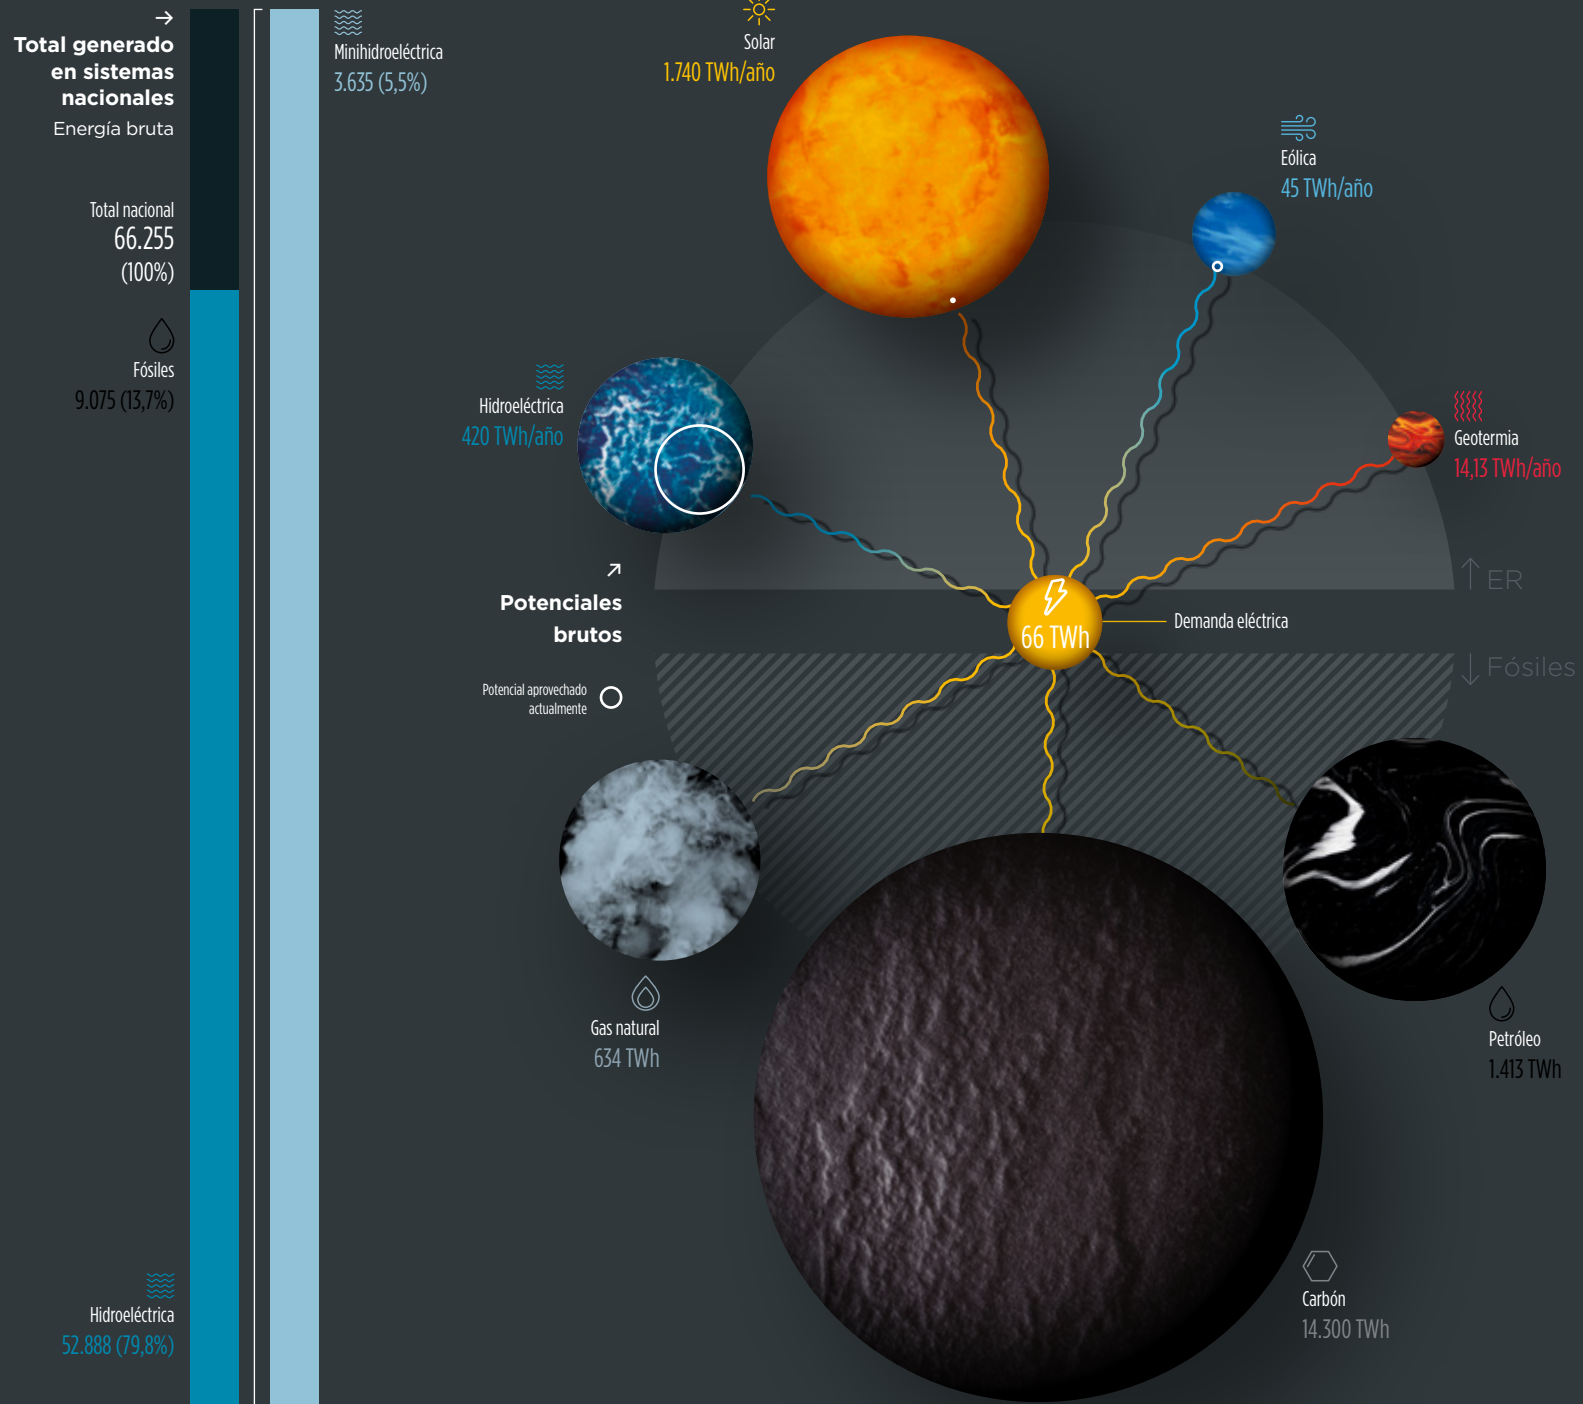 Total generado
en sistemas
nacionales
Energía bruta
Total nacional
66.255
(100%)
Fósiles
9.075 (13,7%)
Hidroeléctrica
52.888 (79,8%)
Minihidroeléctrica
3.635 (5,5%)
Solar
1.740 TWh/año
Eólica
45 TWh/año
Hidroeléctrica
420 TWh/año
Geotermia
14,13 TWh/año
Potenciales
brutos
Potencial aprovechado
actualmente
66 TWh
Demanda eléctrica
ER
Fósiles
Gas natural
634 TWh
Petróleo
1.413 TWh
Carbón
14.300 TWh